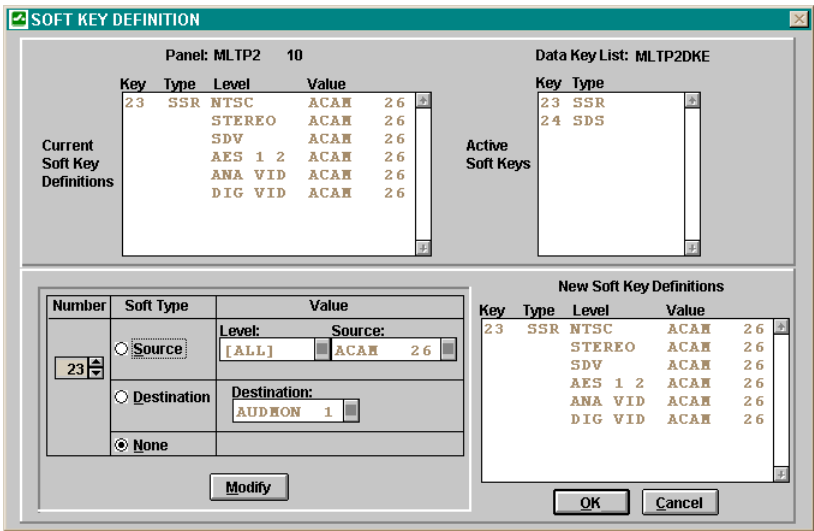 SOFT KEY DEFINITION
Panel: MLTP2 10
Data Key List: MLTP2DKE
Key Type Level Value
23 SSR NTSC ACAM 26
STEREO ACAM 26
SDV ACAM 26
AES 1 2 ACAM 26
ANA VID ACAM 26
DIG VID ACAM 26
Current
Soft Key
Definitions
Key Type
23 SSR
24 SDS
Active
Soft Keys
Number Soft Type Value
23
Source
Level: Source:
[ALL] ACAM 26
Destination
Destination:
AUDMON 1
None
Modify
New Soft Key Definitions
Key Type Level Value
23 SSR NTSC ACAM 26
STEREO ACAM 26
SDV ACAM 26
AES 1 2 ACAM 26
ANA VID ACAM 26
DIG VID ACAM 26
OK Cancel